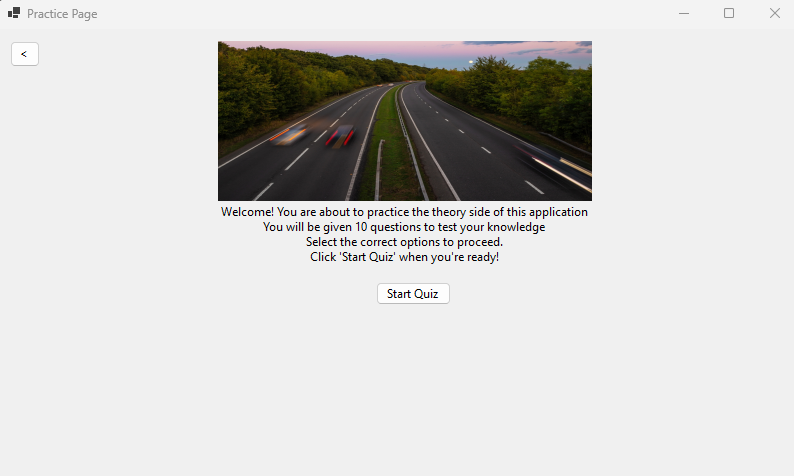 Practice Page
<
Welcome! You are about to practice the theory side of this application
You will be given 10 questions to test your knowledge
Select the correct options to proceed.
Click 'Start Quiz' when you're ready!
Start Quiz